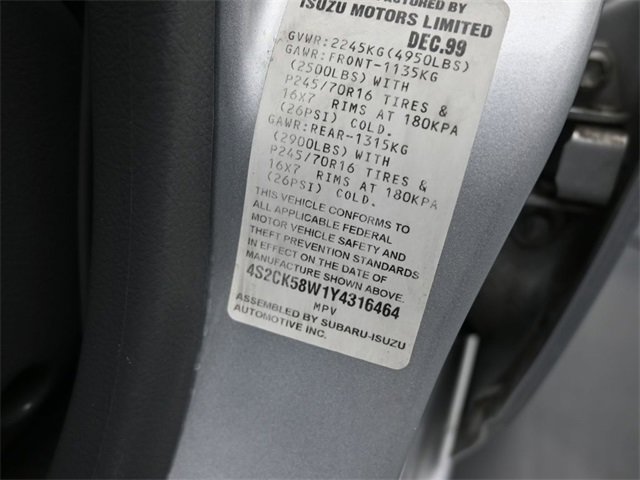 MANUFACTURED BY
ISUZU MOTORS LIMITED
DEC.99
GVWR:2245KG(4950LBS)
GAWR:FRONT-1135KG
(2500LBS) WITH
P245/70R16 TIRES &
16X7 RIMS AT 180KPA
(26PSI) COLD.
GAWR:REAR-1315KG
(2900LBS) WITH
P245/70R16 TIRES &
16X7 RIMS AT 180KPA
(26PSI) COLD.
THIS VEHICLE CONFORMS TO
ALL APPLICABLE FEDERAL
MOTOR VEHICLE SAFETY AND
THEFT PREVENTION STANDARDS
IN EFFECT ON THE DATE OF
MANUFACTURE SHOWN ABOVE.
4S2CK58W1Y4316464
MPV
ASSEMBLED BY SUBARU-ISUZU
AUTOMOTIVE INC.